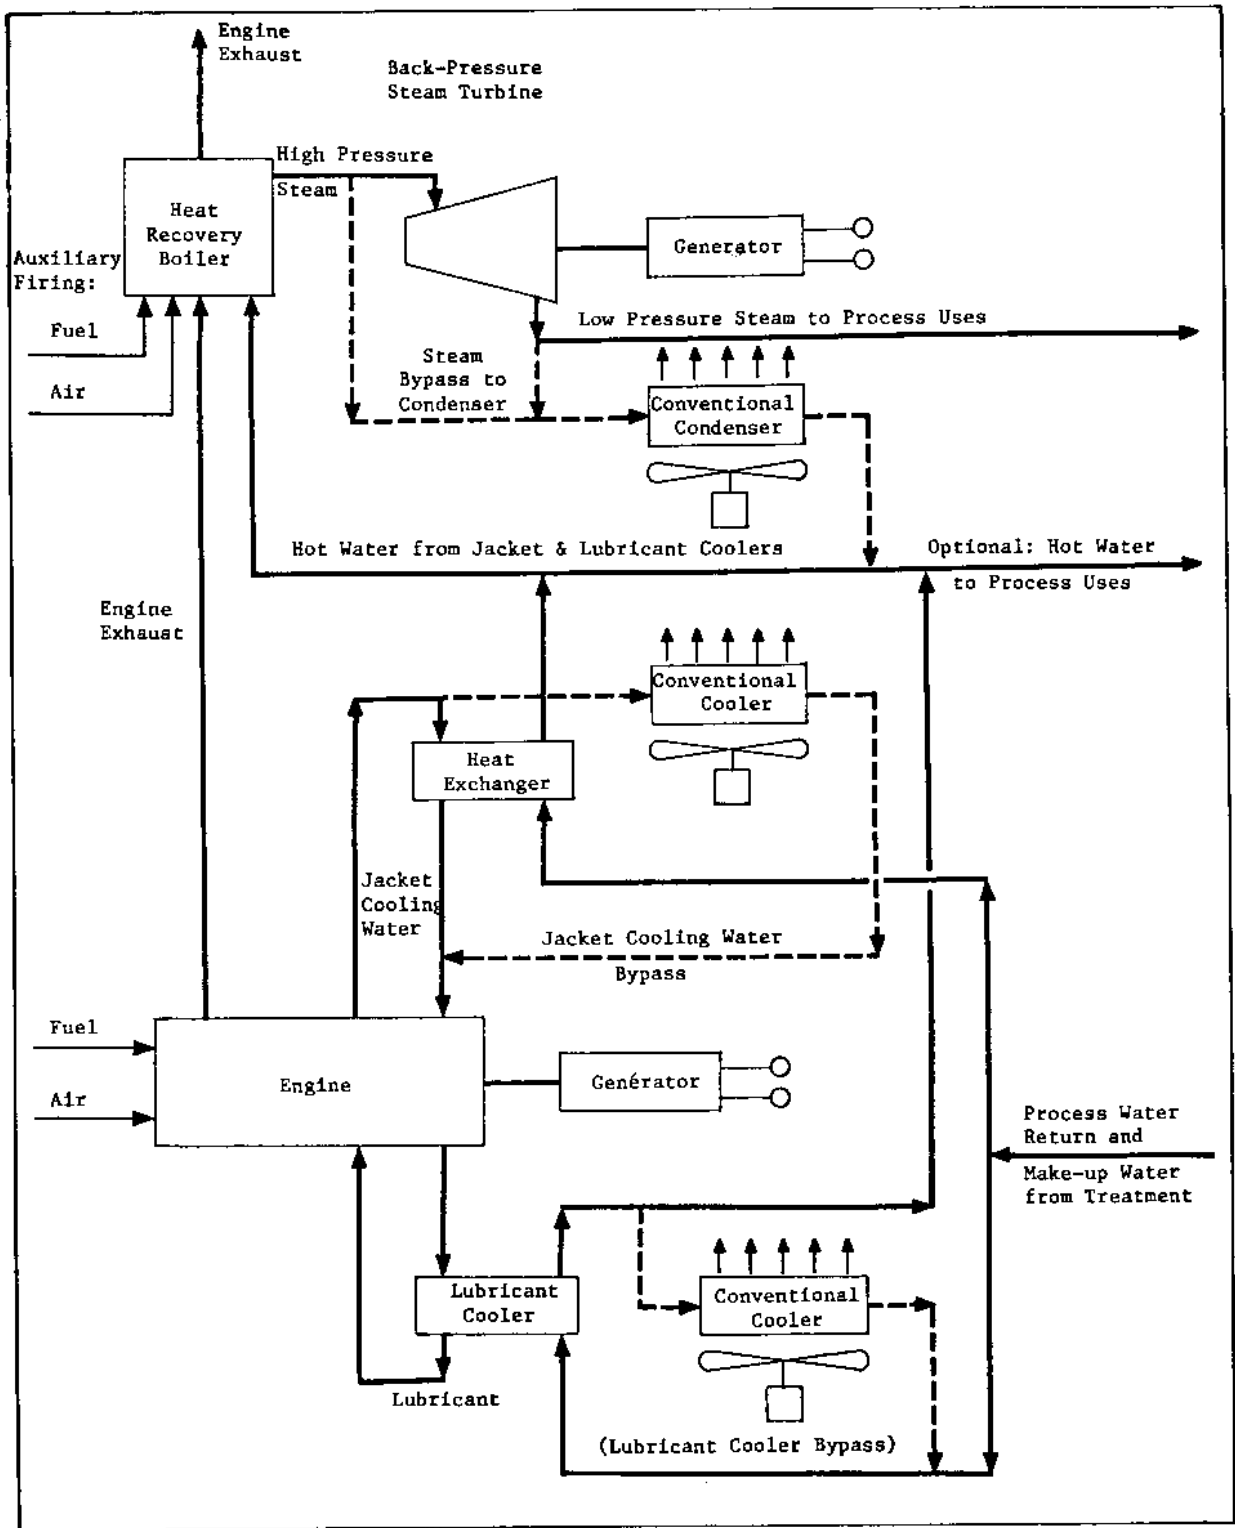 Engine
Exhaust
Back-Pressure
Steam Turbine
High Pressure
Steam
Heat
Recovery
Boiler
Generator
Auxiliary
Firing:
Fuel
Air
Low Pressure Steam to Process Uses
Steam
Bypass to
Condenser
Conventional
Condenser
Hot Water from Jacket & Lubricant Coolers
Optional: Hot Water
to Process Uses
Engine
Exhaust
Conventional
Cooler
Heat
Exchanger
Jacket
Cooling
Water
Jacket Cooling Water
Bypass
Fuel
Air
Engine
Generator
Process Water
Return and
Make-up Water
from Treatment
Lubricant
Cooler
Conventional
Cooler
Lubricant
(Lubricant Cooler Bypass)